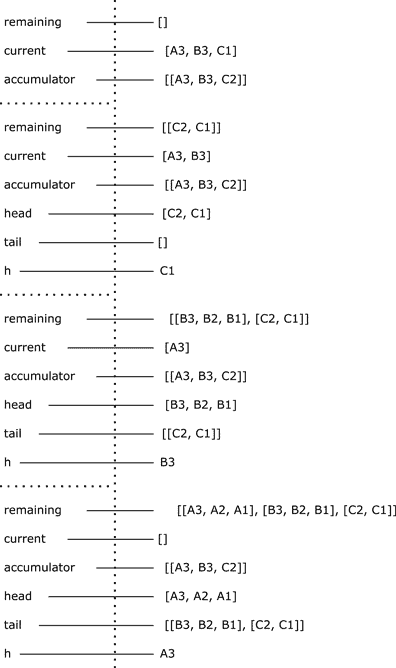 remaining []
current [A3, B3, C1]
accumulator [[A3, B3, C2]]
remaining [[C2, C1]]
current [A3, B3]
accumulator [[A3, B3, C2]]
head [C2, C1]
tail []
h C1
remaining [[B3, B2, B1], [C2, C1]]
current [A3]
accumulator [[A3, B3, C2]]
head [B3, B2, B1]
tail [[C2, C1]]
h B3
remaining [[A3, A2, A1], [B3, B2, B1], [C2, C1]]
current []
accumulator [[A3, B3, C2]]
head [A3, A2, A1]
tail [[B3, B2, B1], [C2, C1]]
h A3